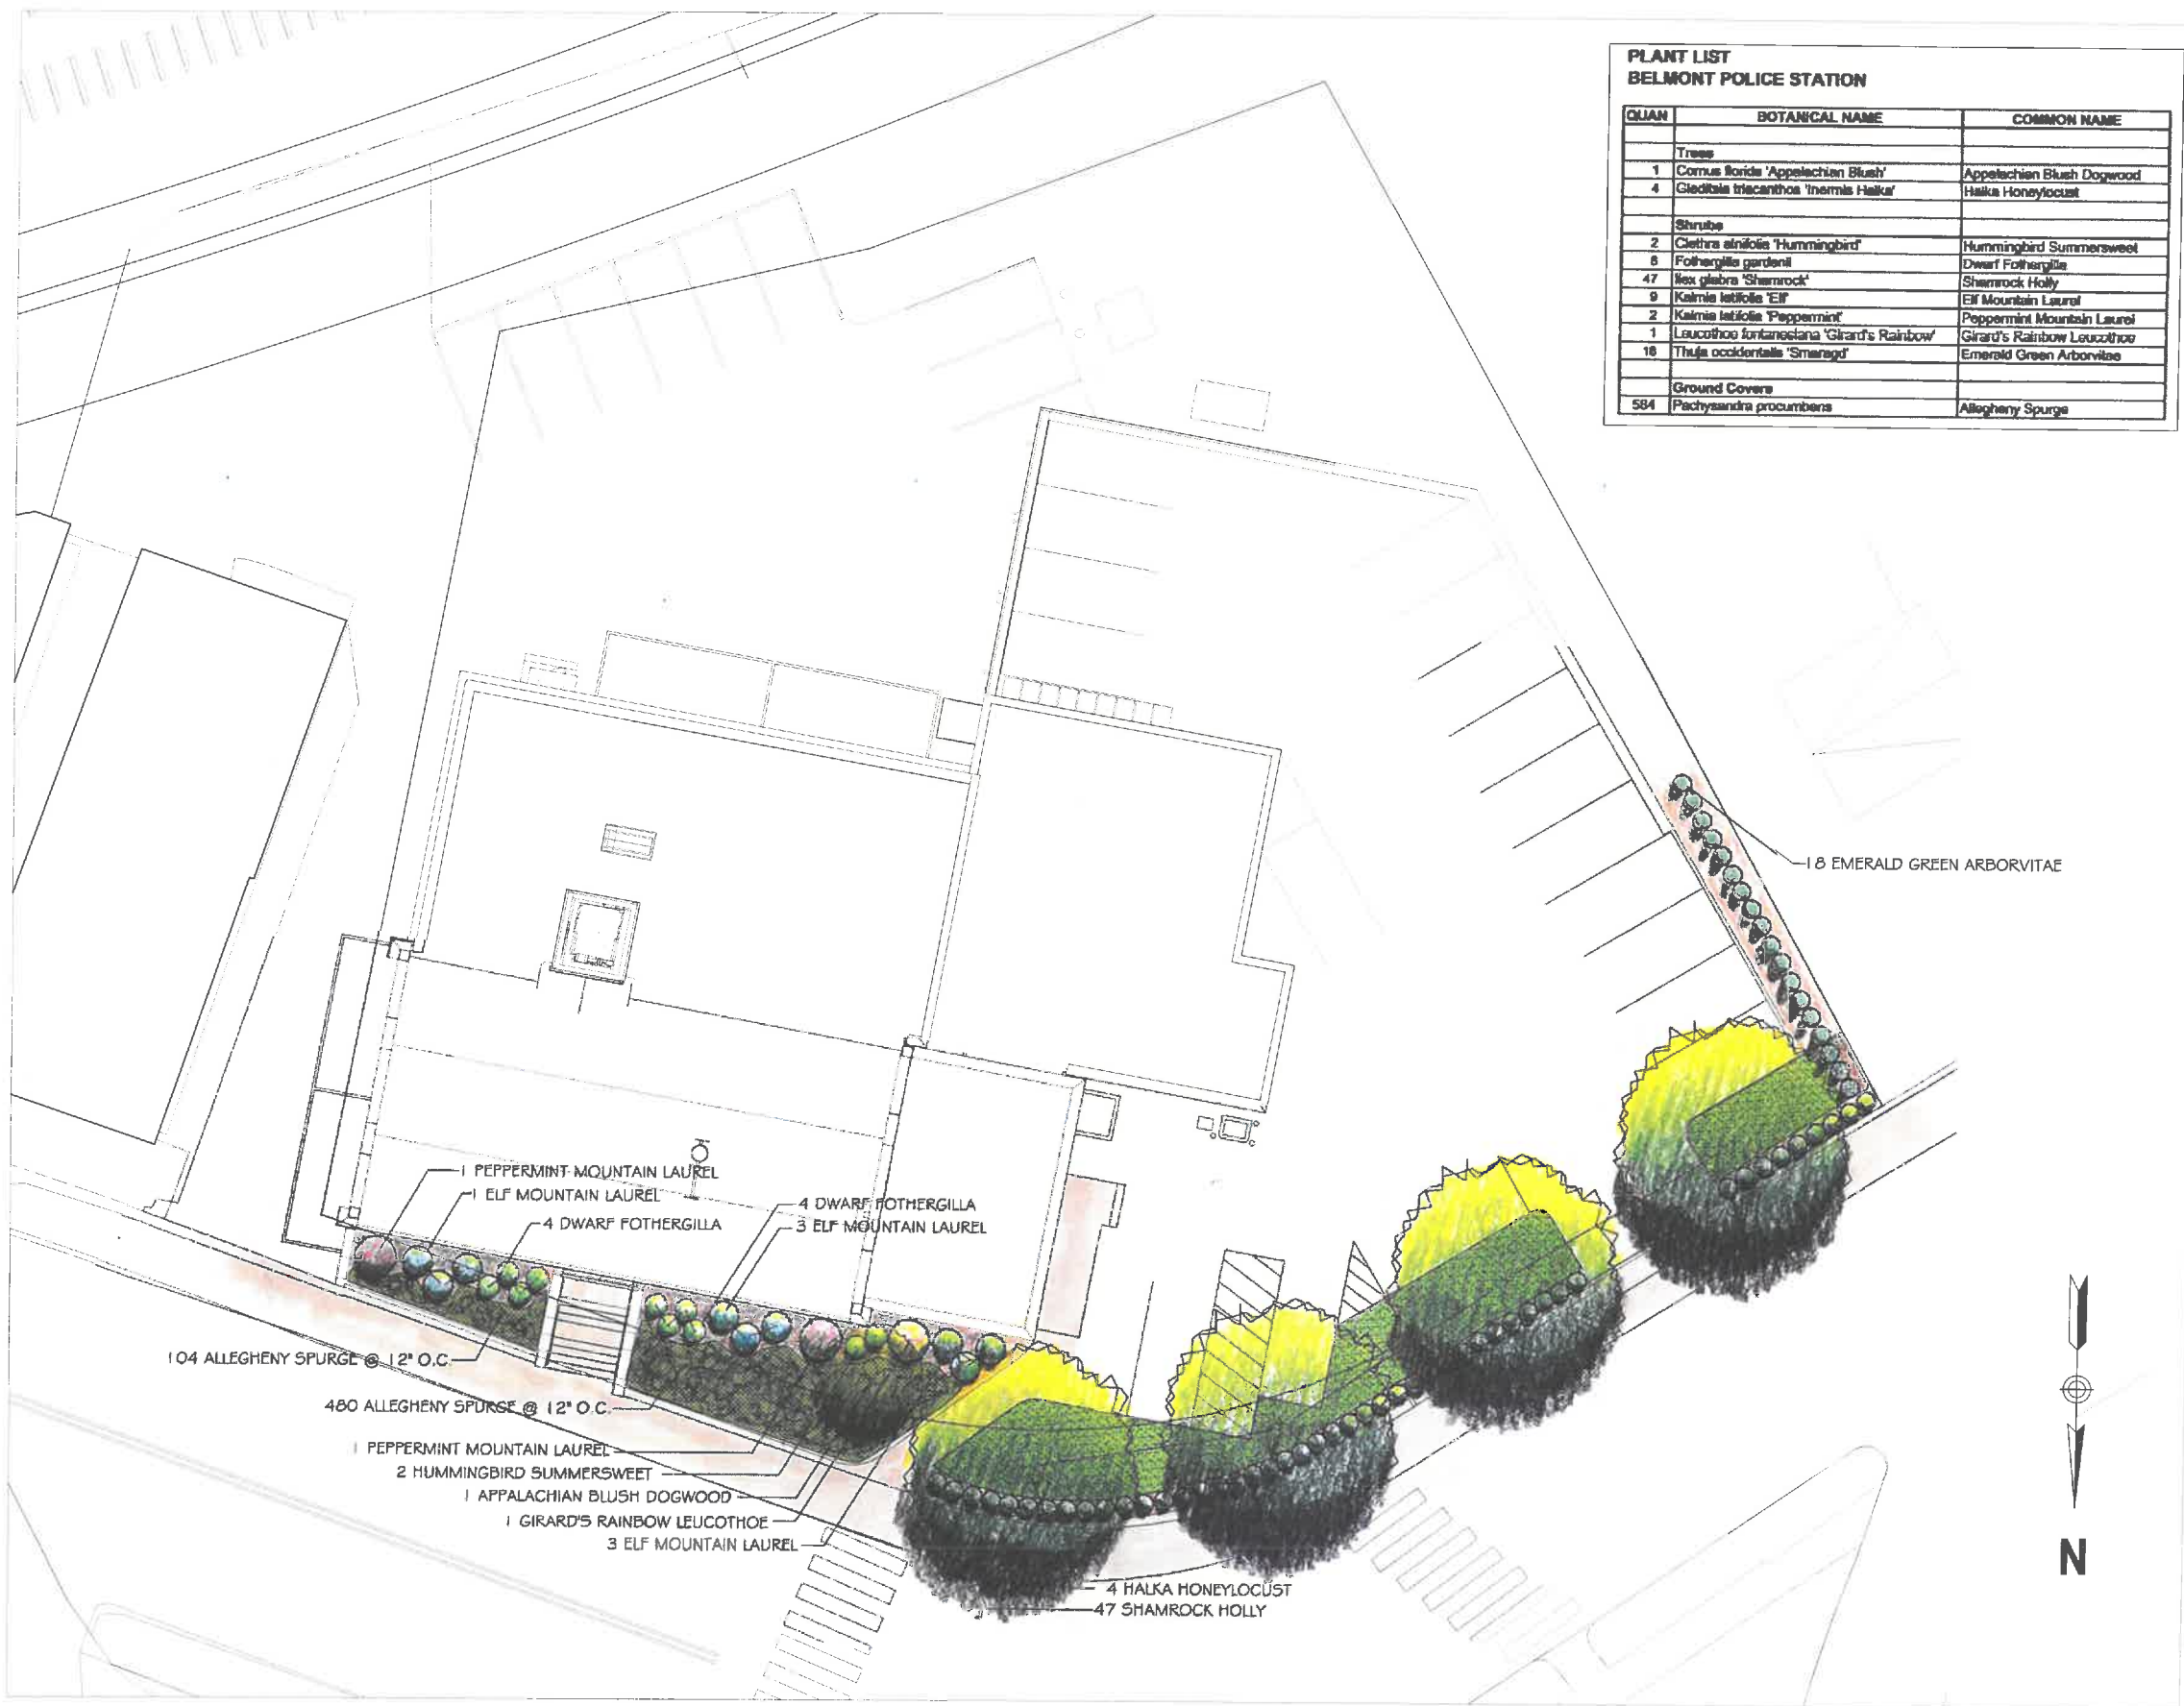 PLANT LIST
BELMONT POLICE STATION
QUAN BOTANICAL NAME COMMON NAME
Trees
1 Cornus florida 'Appalachian Blush' Appalachian Blush Dogwood
4 Gleditsia triacanthos 'Inermis Halka' Halka Honeylocust
Shrubs
2 Clethra alnifolia 'Hummingbird' Hummingbird Summersweet
8 Fothergilla gardenii Dwarf Fothergilla
47 Ilex glabra 'Shamrock' Shamrock Holly
9 Kalmia latifolia 'Elf' Elf Mountain Laurel
2 Kalmia latifolia 'Peppermint' Peppermint Mountain Laurel
1 Leucothoe fontanesiana 'Girard's Rainbow' Girard's Rainbow Leucothoe
18 Thuja occidentalis 'Smaragd' Emerald Green Arborvitae
Ground Covers
584 Pachysandra procumbens Allegheny Spurge
18 EMERALD GREEN ARBORVITAE
1 PEPPERMINT MOUNTAIN LAUREL
1 ELF MOUNTAIN LAUREL
4 DWARF FOTHERGILLA
4 DWARF FOTHERGILLA
3 ELF MOUNTAIN LAUREL
104 ALLEGHENY SPURGE @ 12" O.C.
480 ALLEGHENY SPURGE @ 12" O.C.
1 PEPPERMINT MOUNTAIN LAUREL
2 HUMMINGBIRD SUMMERSWEET
1 APPALACHIAN BLUSH DOGWOOD
1 GIRARD'S RAINBOW LEUCOTHOE
3 ELF MOUNTAIN LAUREL
4 HALKA HONEYLOCUST
47 SHAMROCK HOLLY
N